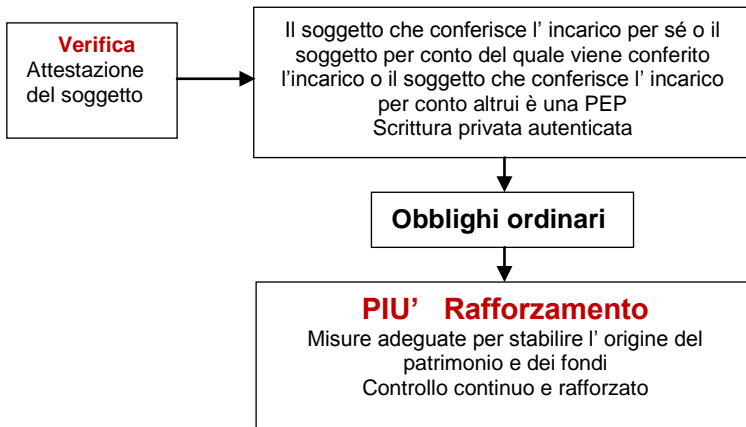 Verifica
Attestazione
del soggetto
Il soggetto che conferisce l' incarico per sé o il
soggetto per conto del quale viene conferito
l'incarico o il soggetto che conferisce l' incarico
per conto altrui è una PEP
Scrittura privata autenticata
Obblighi ordinari
PIU' Rafforzamento
Misure adeguate per stabilire l' origine del
patrimonio e dei fondi
Controllo continuo e rafforzato